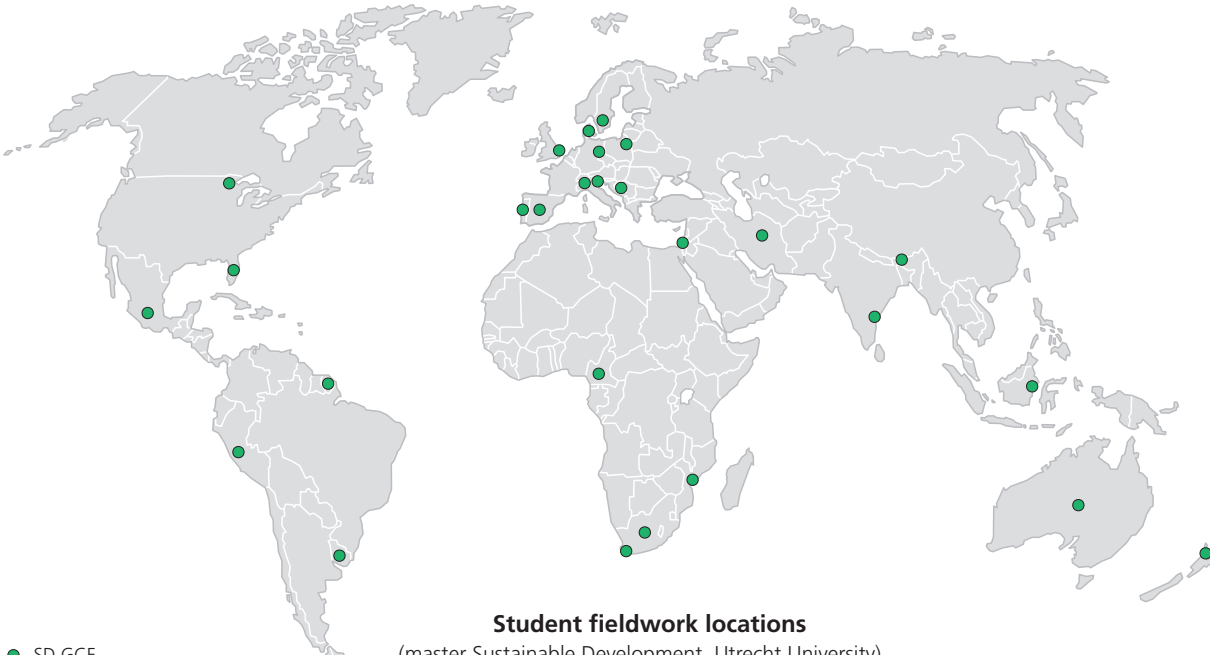 Student fieldwork locations
(master Sustainable Development, Utrecht University)
SD GCE